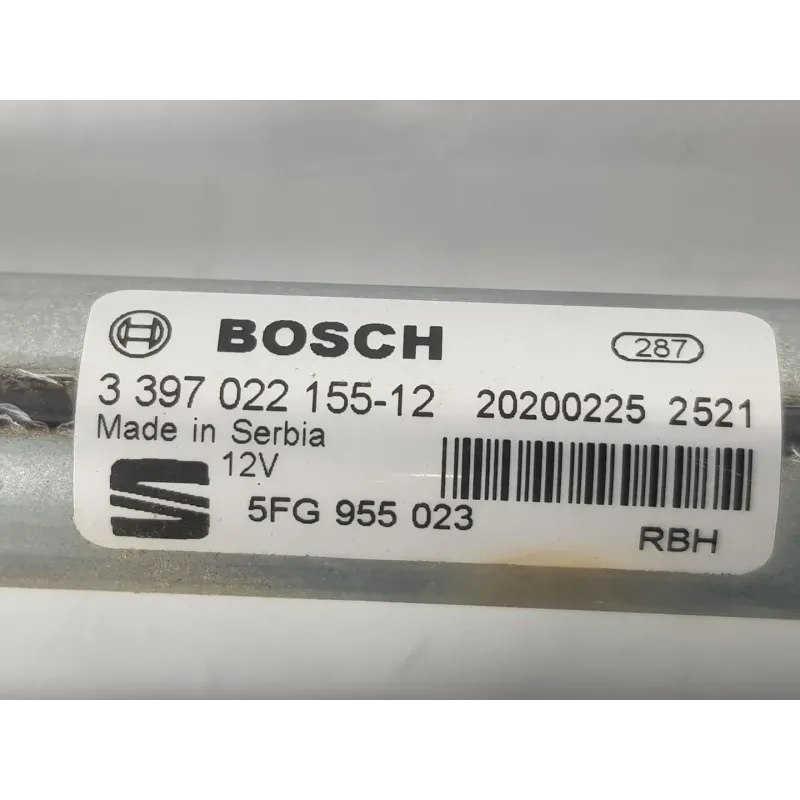 BOSCH 287
3 397 022 155-12 20200225 2521
Made in Serbia
12V
5FG 955 023
RBH